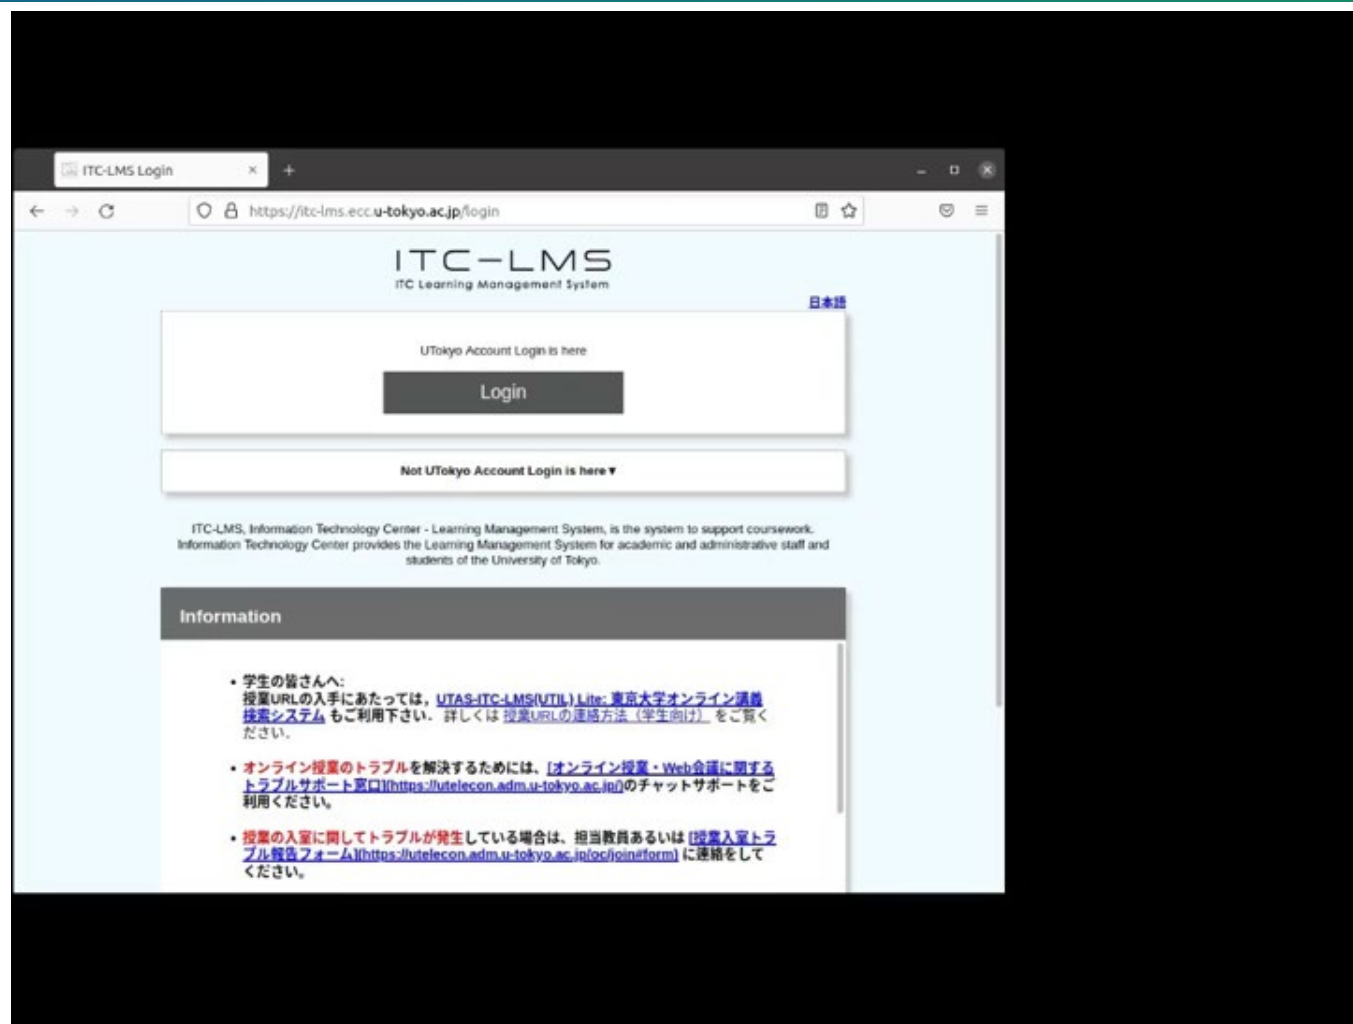 ITC-LMS Login
https://itc-lms.ecc.u-tokyo.ac.jp/login
ITC-LMS
ITC Learning Management System
日本語
UTokyo Account Login is here
Login
Not UTokyo Account Login is here ▾
ITC-LMS, Information Technology Center - Learning Management System, is the system to support coursework.
Information Technology Center provides the Learning Management System for academic and administrative staff and
students of the University of Tokyo.
Information
• 学生の皆さんへ:
授業URLの入手にあたっては、UTAS-ITC-LMS(UTIL) Lite: 東京大学オンライン講義
検索システム もご利用下さい． 詳しくは 授業URLの連絡方法（学生向け） をご覧く
ださい．
• オンライン授業のトラブルを解決するためには、[オンライン授業・Web会議に関する
トラブルサポート窓口](https://utelecon.adm.u-tokyo.ac.jp/)のチャットサポートをご
利用ください。
• 授業の入室に関してトラブルが発生している場合は、担当教員あるいは [授業入室トラ
ブル報告フォーム](https://utelecon.adm.u-tokyo.ac.jp/oc/join#form) に連絡をして
ください。